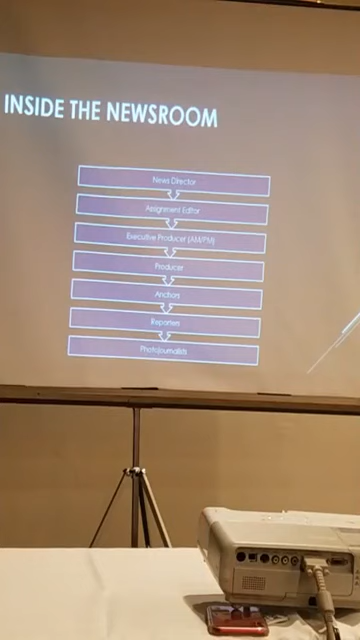 INSIDE THE NEWSROOM
News Director
Assignment Editor
Executive Producer (AM/PM)
Producer
Anchors
Reporters
Photojournalists